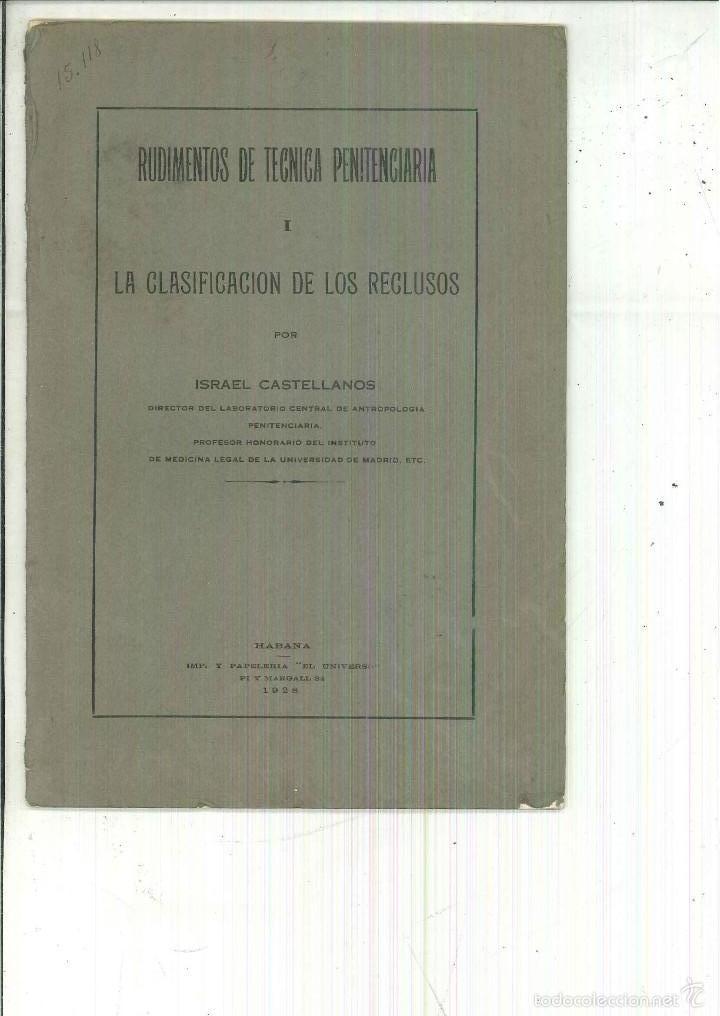 15.118
RUDIMENTOS DE TECNICA PENITENCIARIA
I
LA CLASIFICACION DE LOS RECLUSOS
POR
ISRAEL CASTELLANOS
DIRECTOR DEL LABORATORIO CENTRAL DE ANTROPOLOGIA
PENITENCIARIA.
PROFESOR HONORARIO DEL INSTITUTO
DE MEDICINA LEGAL DE LA UNIVERSIDAD DE MADRID, ETC.
HABANA
IMP. Y PAPELERIA "EL UNIVERSO"
PI Y MARGALL 34
1928
todocoleccion.net